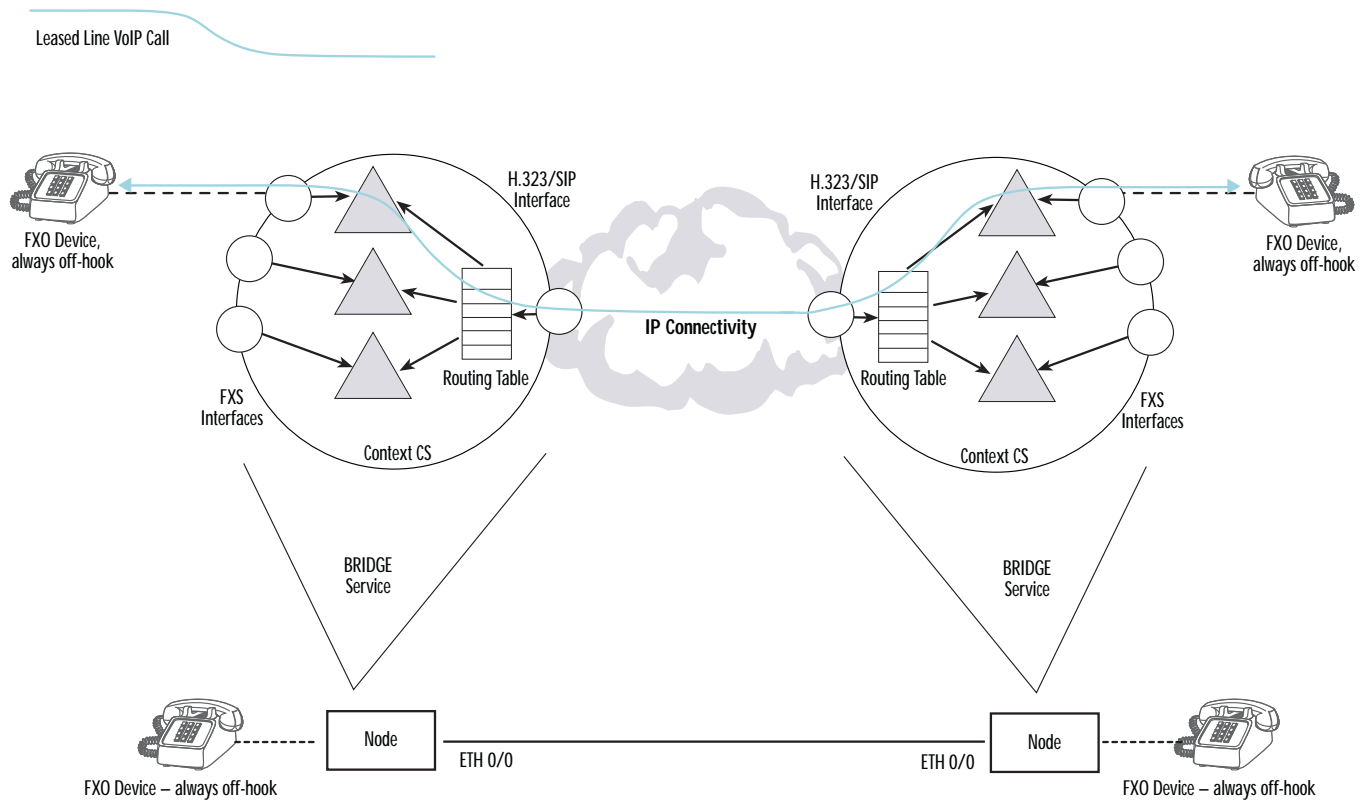 Leased Line VoIP Call
H.323/SIP
Interface
H.323/SIP
Interface
FXO Device,
always off-hook
FXO Device,
always off-hook
IP Connectivity
Routing Table
Routing Table
FXS
Interfaces
FXS
Interfaces
Context CS
Context CS
BRIDGE
Service
BRIDGE
Service
Node
Node
ETH 0/0
ETH 0/0
FXO Device – always off-hook
FXO Device – always off-hook